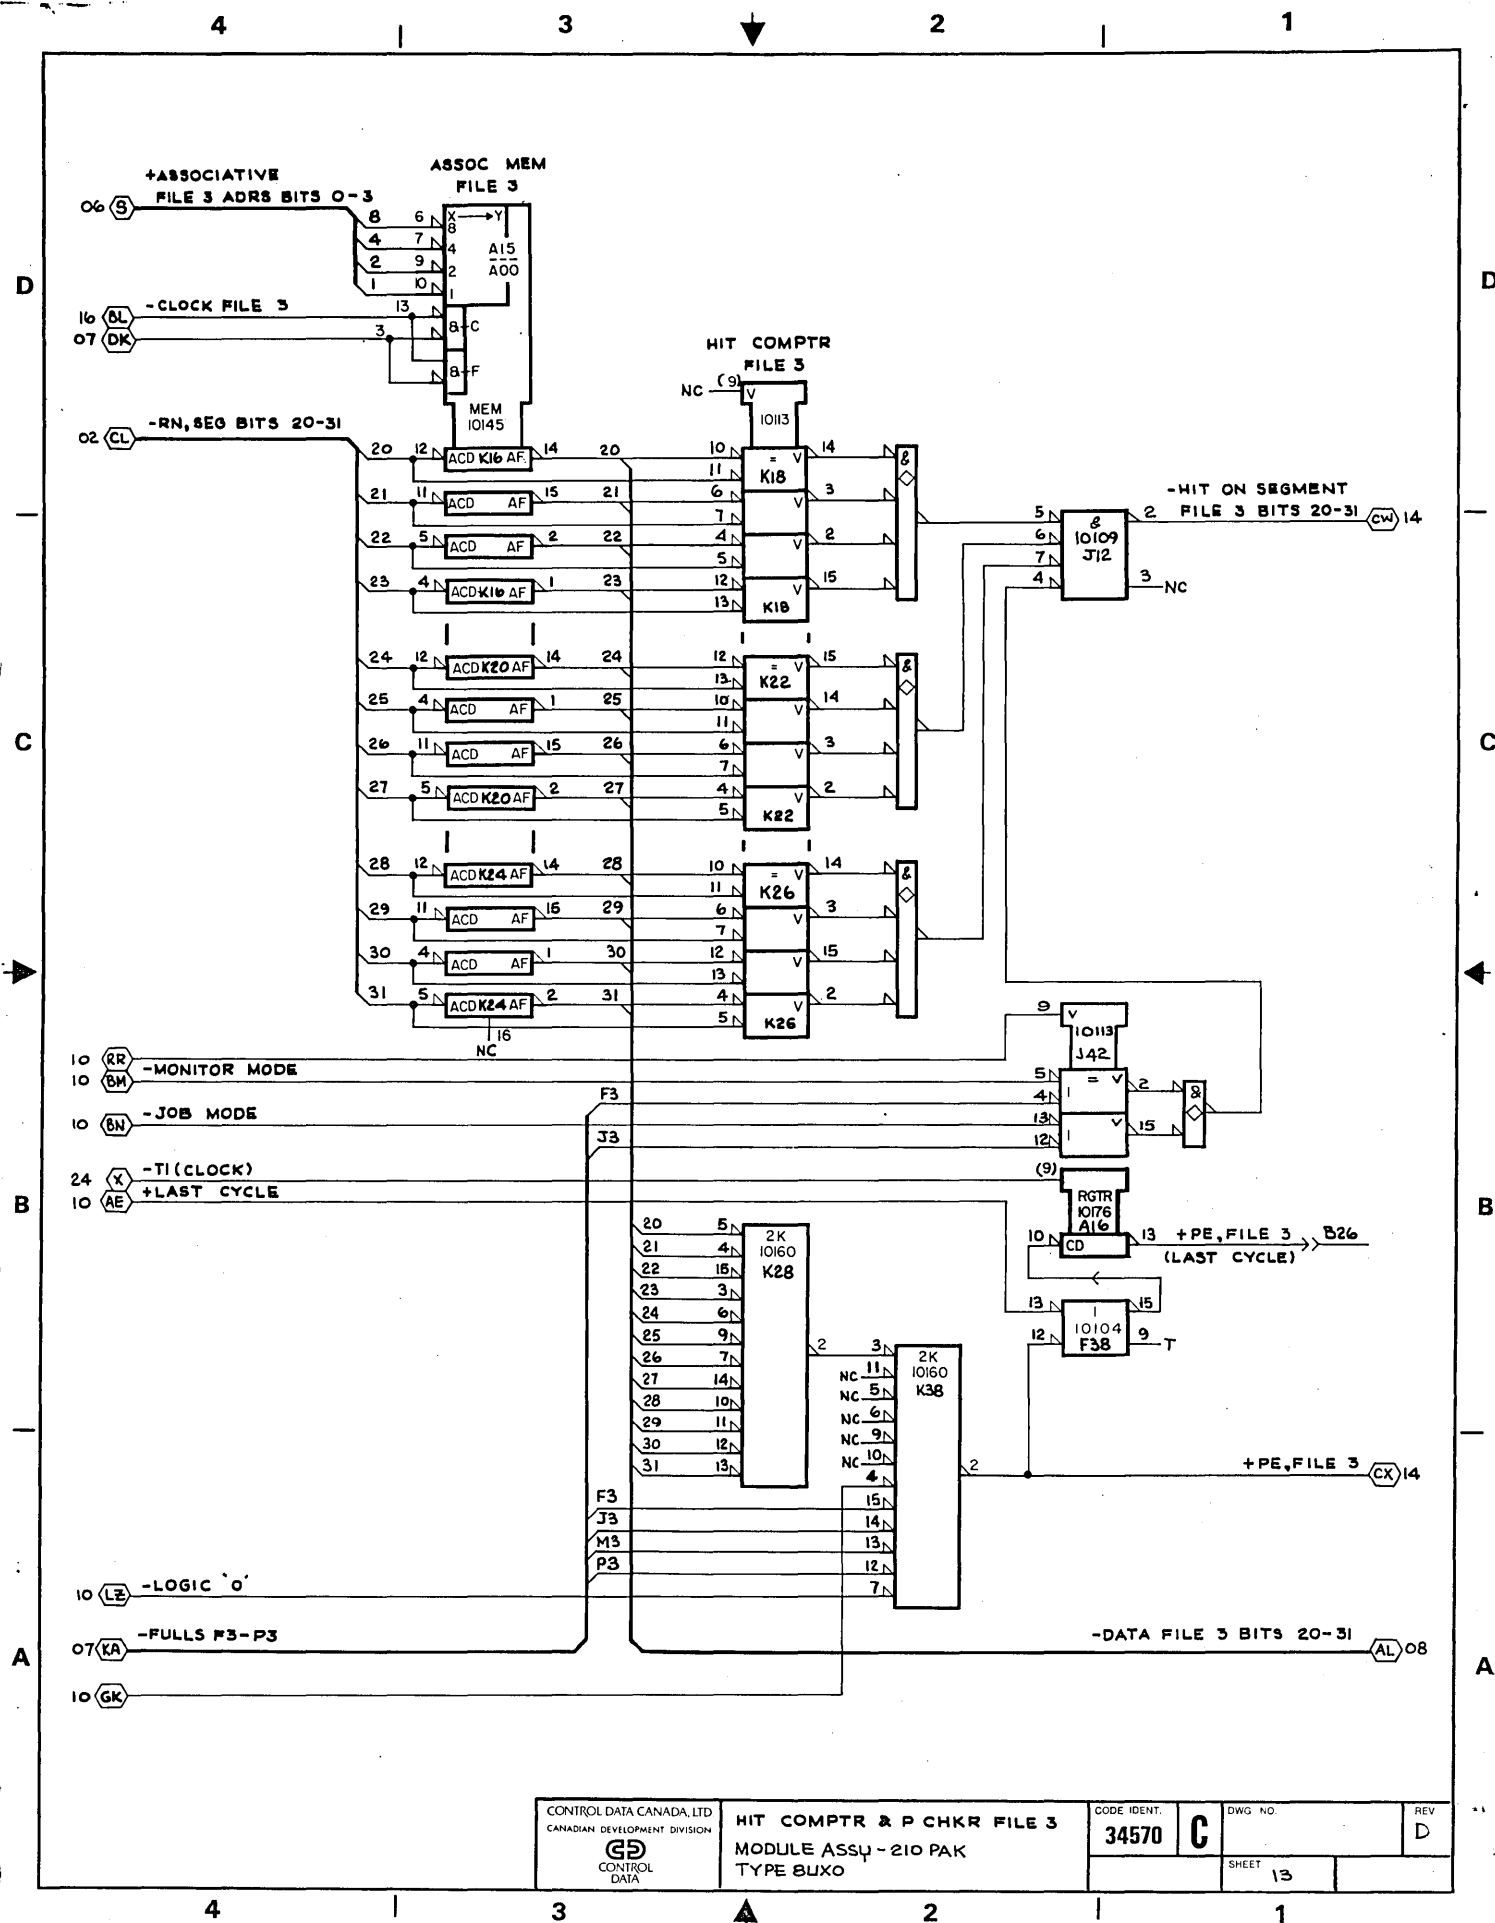 4 3 2 1
ASSOC MEM
FILE 3
+ASSOCIATIVE
FILE 3 ADRS BITS 0-3
06 S
8 6 X→Y
8
4 7 4
2 9 2
1 10 1
A15
A00
D D
-CLOCK FILE 3
16 BL 13
07 DK 3
&-C
&-F
MEM
10145
HIT COMPTR
FILE 3
NC (9) V
10113
-RN, SEG BITS 20-31
02 CL
20 12 ACD K16 AF 14 20 10 = V 14
11 K18
21 11 ACD AF 15 21 6 V 3
7
22 5 ACD AF 2 22 4 V 2
5
23 4 ACD K16 AF 1 23 12 V 15
13 K18
&
-HIT ON SEGMENT
FILE 3 BITS 20-31
5 & 2 CW 14
6 10109
7 J12
4 3 NC
24 12 ACD K20 AF 14 24 12 = V 15
13 K22
25 4 ACD AF 1 25 10 V 14
11
26 11 ACD AF 15 26 6 V 3
7
27 5 ACD K20 AF 2 27 4 V 2
5 K22
&
C C
28 12 ACD K24 AF 14 28 10 = V 14
11 K26
29 11 ACD AF 15 29 6 V 3
7
30 4 ACD AF 1 30 12 V 15
13
31 5 ACD K24 AF 2 31 4 V 2
5 K26
&
16
NC
9 V
10113
J42
10 RR
-MONITOR MODE
10 BM 5 = V 2
F3 4 1
-JOB MODE
10 BN 13 V 15
J3 12 1
&
-T1(CLOCK)
24 X (9)
+LAST CYCLE
10 AE
RGTR
10176
A16
10 CD 13 +PE, FILE 3 B26
(LAST CYCLE)
B B
13 1 15
10104
12 F38 9 T
20 5 2K
21 4 10160
22 15 K28
23 3
24 6
25 9
26 7
27 14
28 10
29 11
30 12
31 13
2
3 2K
NC 11 10160
NC 5 K38
NC 6
NC 9
NC 10
4 2
+PE, FILE 3
CX 14
F3 15
J3 14
M3 13
P3 12
-LOGIC '0'
10 LZ 7
-FULLS F3-P3
07 KA
-DATA FILE 3 BITS 20-31
AL 08
A A
10 GK
CONTROL DATA CANADA, LTD
CANADIAN DEVELOPMENT DIVISION
CONTROL
DATA
HIT COMPTR & P CHKR FILE 3
MODULE ASSY - 210 PAK
TYPE 8UX0
CODE IDENT.
34570
C
DWG NO.
REV
D
SHEET 13
4 3 2 1